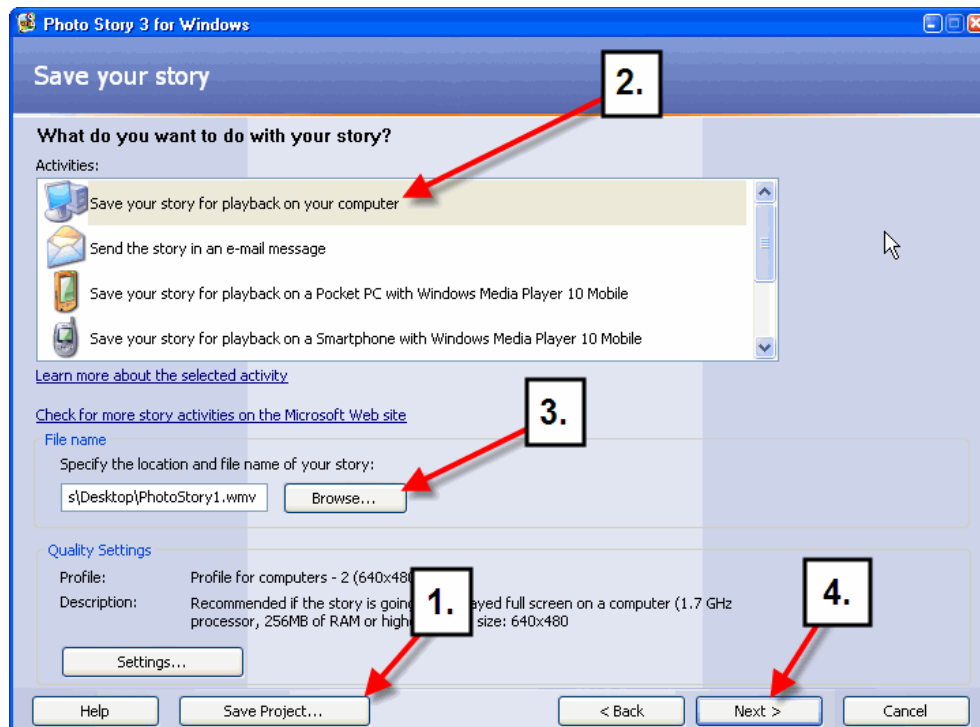 Photo Story 3 for Windows
Save your story
2.
What do you want to do with your story?
Activities:
Save your story for playback on your computer
Send the story in an e-mail message
Save your story for playback on a Pocket PC with Windows Media Player 10 Mobile
Save your story for playback on a Smartphone with Windows Media Player 10 Mobile
Learn more about the selected activity
Check for more story activities on the Microsoft Web site
3.
File name
Specify the location and file name of your story:
s\Desktop\PhotoStory1.wmv
Browse...
Quality Settings
Profile: Profile for computers - 2 (640x48
1.
4.
Description: Recommended if the story is going ayed full screen on a computer (1.7 GHz
processor, 256MB of RAM or high size: 640x480
Settings...
Help Save Project... < Back Next > Cancel